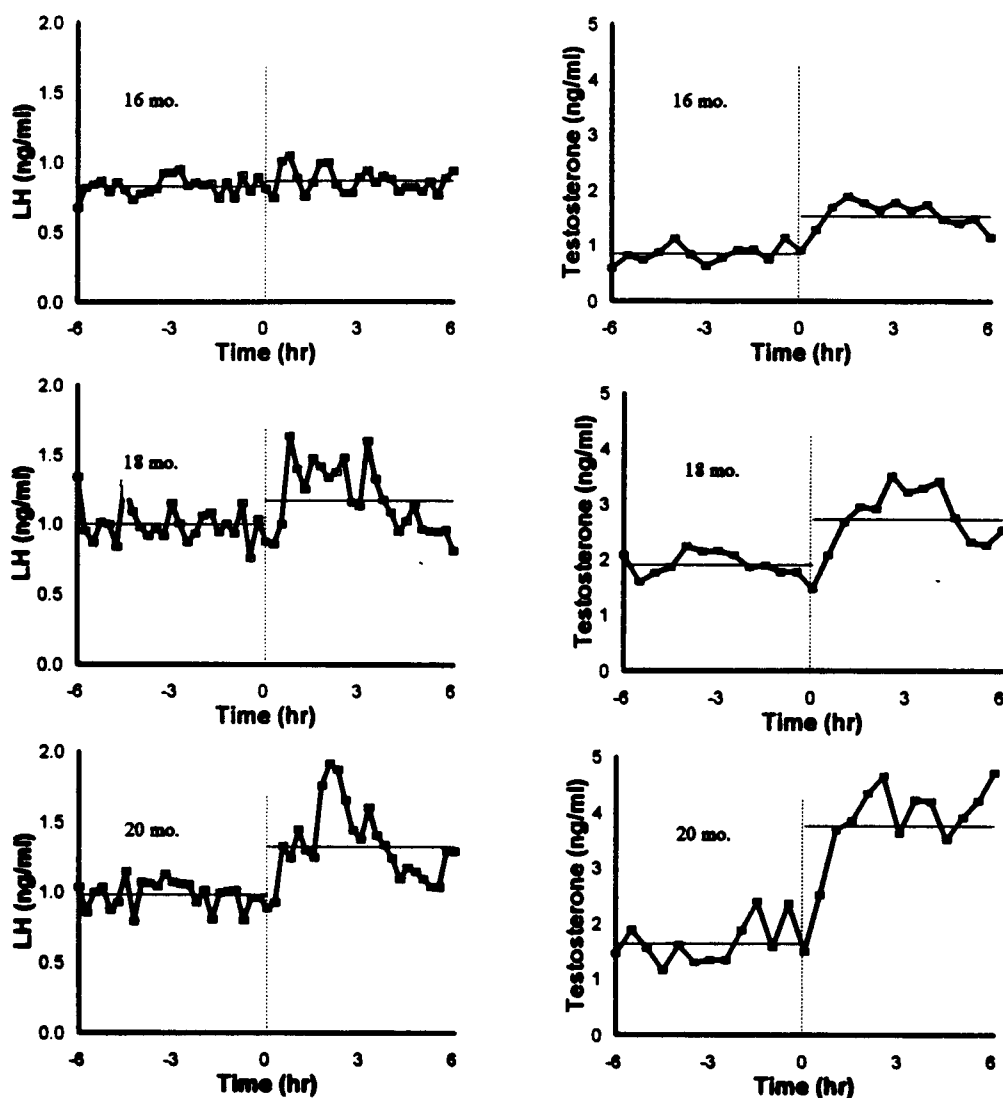 2.0
1.5
1.0
0.5
0.0
LH (ng/ml)
16 mo.
-6 -3 0 3 6
Time (hr)
5
4
3
2
1
0
Testosterone (ng/ml)
16 mo.
-6 -3 0 3 6
Time (hr)
2.0
1.5
1.0
0.5
0.0
LH (ng/ml)
18 mo.
-6 -3 0 3 6
Time (hr)
5
4
3
2
1
0
Testosterone (ng/ml)
18 mo.
-6 -3 0 3 6
Time (hr)
2.0
1.5
1.0
0.5
0.0
LH (ng/ml)
20 mo.
-6 -3 0 3 6
Time (hr)
5
4
3
2
1
0
Testosterone (ng/ml)
20 mo.
-6 -3 0 3 6
Time (hr)